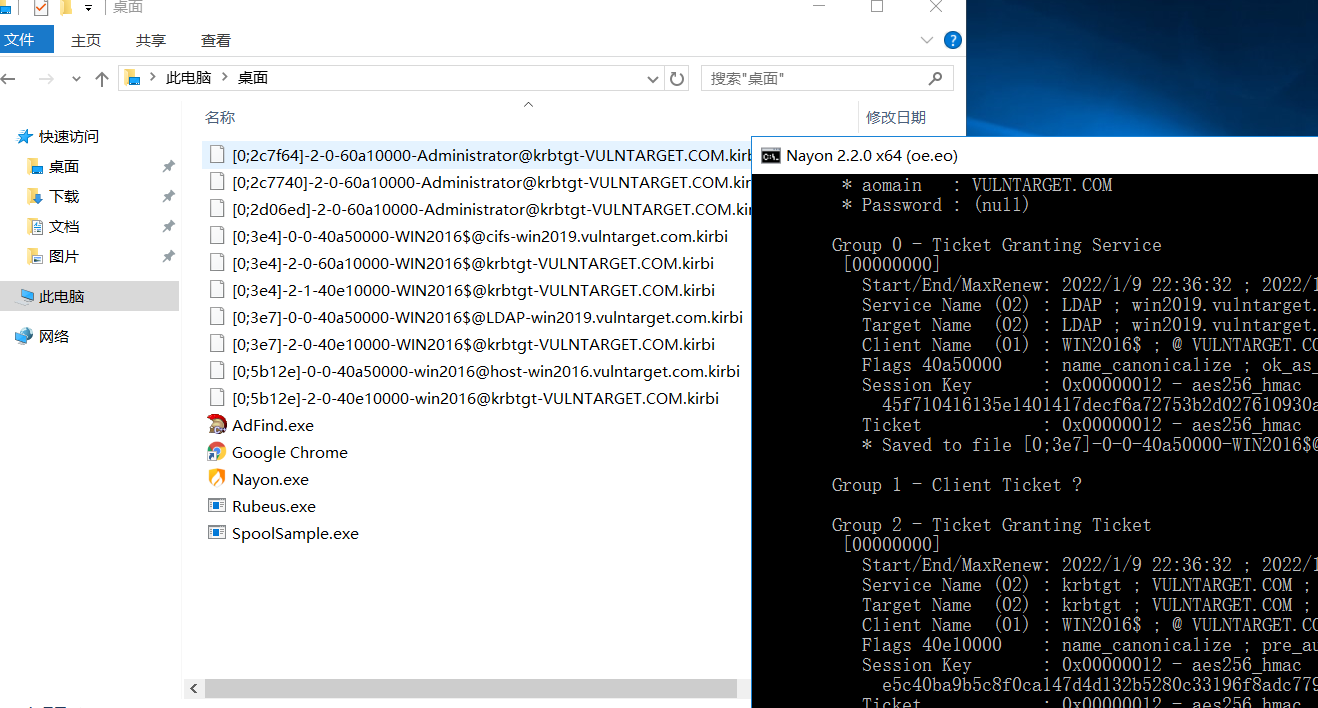 桌面
文件 主页 共享 查看
此电脑 桌面 搜索"桌面"
名称 修改日期
快速访问
桌面
下载
文档
图片
此电脑
网络
[0;2c7f64]-2-0-60a10000-Administrator@krbtgt-VULNTARGET.COM.kirb
[0;2c7740]-2-0-60a10000-Administrator@krbtgt-VULNTARGET.COM.kir
[0;2d06ed]-2-0-60a10000-Administrator@krbtgt-VULNTARGET.COM.kir
[0;3e4]-0-0-40a50000-WIN2016$@cifs-win2019.vulntarget.com.kirbi
[0;3e4]-2-0-60a10000-WIN2016$@krbtgt-VULNTARGET.COM.kirbi
[0;3e4]-2-1-40e10000-WIN2016$@krbtgt-VULNTARGET.COM.kirbi
[0;3e7]-0-0-40a50000-WIN2016$@LDAP-win2019.vulntarget.com.kirbi
[0;3e7]-2-0-40e10000-WIN2016$@krbtgt-VULNTARGET.COM.kirbi
[0;5b12e]-0-0-40a50000-win2016@host-win2016.vulntarget.com.kirbi
[0;5b12e]-2-0-40e10000-win2016@krbtgt-VULNTARGET.COM.kirbi
AdFind.exe
Google Chrome
Nayon.exe
Rubeus.exe
SpoolSample.exe
Nayon 2.2.0 x64 (oe.eo)
* aomain : VULNTARGET.COM
* Password : (null)
Group 0 - Ticket Granting Service
[00000000]
Start/End/MaxRenew: 2022/1/9 22:36:32 ; 2022/1
Service Name (02) : LDAP ; win2019.vulntarget.
Target Name (02) : LDAP ; win2019.vulntarget.
Client Name (01) : WIN2016$ ; @ VULNTARGET.CO
Flags 40a50000 : name_canonicalize ; ok_as_
Session Key : 0x00000012 - aes256_hmac
45f710416135e1401417decf6a72753b2d027610930a
Ticket : 0x00000012 - aes256_hmac
* Saved to file [0;3e7]-0-0-40a50000-WIN2016$@
Group 1 - Client Ticket ?
Group 2 - Ticket Granting Ticket
[00000000]
Start/End/MaxRenew: 2022/1/9 22:36:32 ; 2022/1
Service Name (02) : krbtgt ; VULNTARGET.COM ;
Target Name (02) : krbtgt ; VULNTARGET.COM ;
Client Name (01) : WIN2016$ ; @ VULNTARGET.CO
Flags 40e10000 : name_canonicalize ; pre_au
Session Key : 0x00000012 - aes256_hmac
e5c40ba9b5c8f0ca147d4d132b5280c33196f8adc779
Ticket : 0x00000012 - aes256_hmac